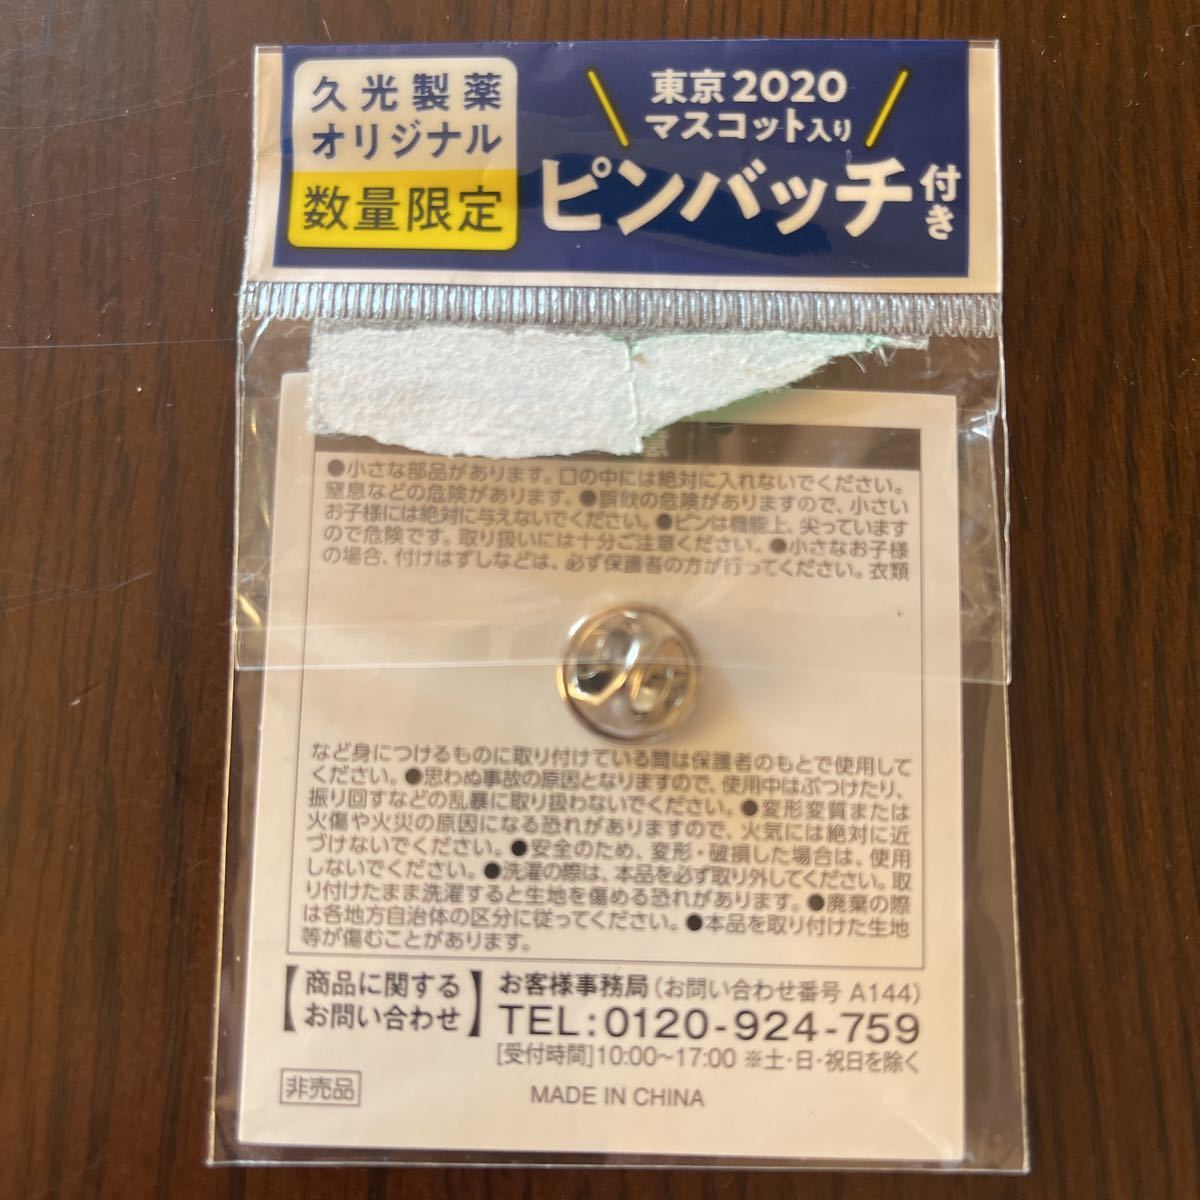 久光製薬
オリジナル
数量限定
東京2020
マスコット入り
ピンバッチ付き
●小さな部品があります。口の中には絶対に入れないでください。
窒息などの危険があります。●誤飲の危険がありますので、小さい
お子様には絶対に与えないでください。●ピンは機能上、尖っています
ので危険です。取り扱いには十分ご注意ください。●小さなお子様
の場合、付けはずしなどは、必ず保護者の方が行ってください。衣類
など身につけるものに取り付けている間は保護者のもとで使用して
ください。●思わぬ事故の原因となりますので、使用中はぶつけたり、
振り回すなどの乱暴に取り扱わないでください。●変形変質または
火傷や火災の原因になる恐れがありますので、火気には絶対に近
づけないでください。●安全のため、変形・破損した場合は、使用
しないでください。●洗濯の際は、本品を必ず取り外してください。取
り付けたまま洗濯すると生地を傷める恐れがあります。●廃棄の際
は各地方自治体の区分に従ってください。●本品を取り付けた生地
等が傷むことがあります。
【商品に関する
お問い合わせ】
お客様事務局(お問い合わせ番号 A144)
TEL:0120-924-759
[受付時間]10:00~17:00 ※土・日・祝日を除く
非売品
MADE IN CHINA